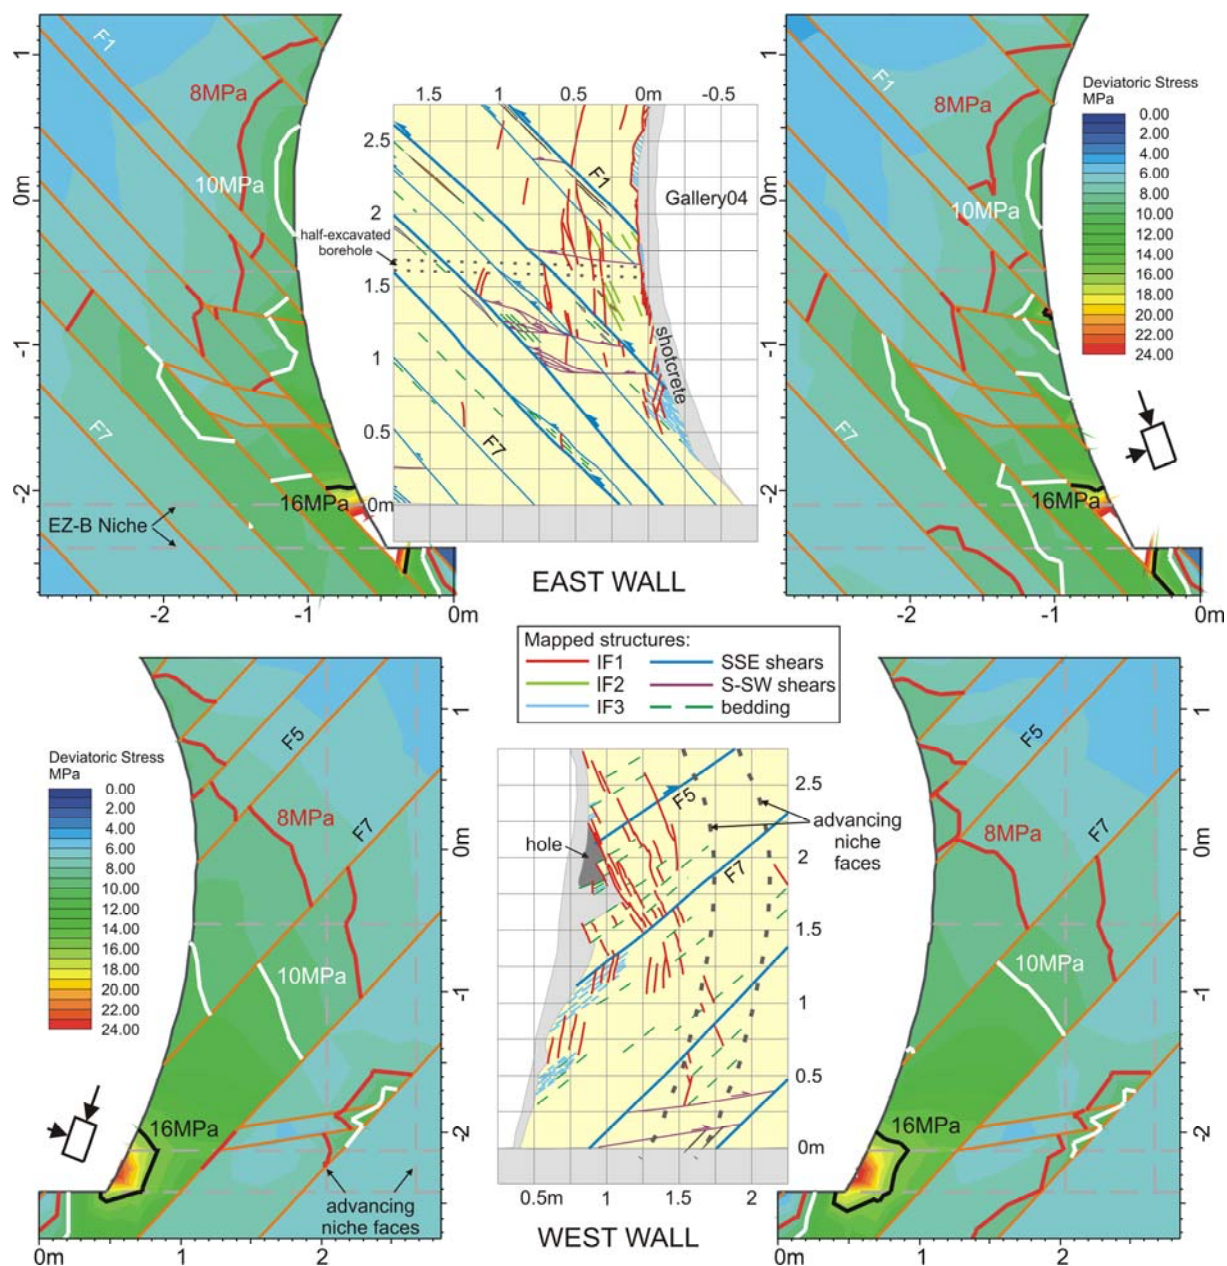 1
0m
-1
-2
-2
-1
0m
F1
8MPa
10MPa
F7
16MPa
EZ-B Niche
1.5
1
0.5
0m
-0.5
2.5
2
1.5
1
0.5
0m
F1
Gallery04
half-excavated
borehole
shotcrete
F7
EAST WALL
F1
8MPa
10MPa
F7
16MPa
-2
-1
0m
1
0m
-1
-2
Deviatoric Stress
MPa
0.00
2.00
4.00
6.00
8.00
10.00
12.00
14.00
16.00
18.00
20.00
22.00
24.00
Mapped structures:
IF1
SSE shears
IF2
S-SW shears
IF3
bedding
Deviatoric Stress
MPa
0.00
2.00
4.00
6.00
8.00
10.00
12.00
14.00
16.00
18.00
20.00
22.00
24.00
F5
8MPa
F7
10MPa
16MPa
advancing
niche faces
1
0m
-1
-2
0m
1
2
F5
hole
F7
advancing
niche
faces
2.5
2
1.5
1
0.5
0m
0.5m
1
1.5
2
WEST WALL
F5
8MPa
F7
10MPa
16MPa
1
0m
-1
-2
0m
1
2